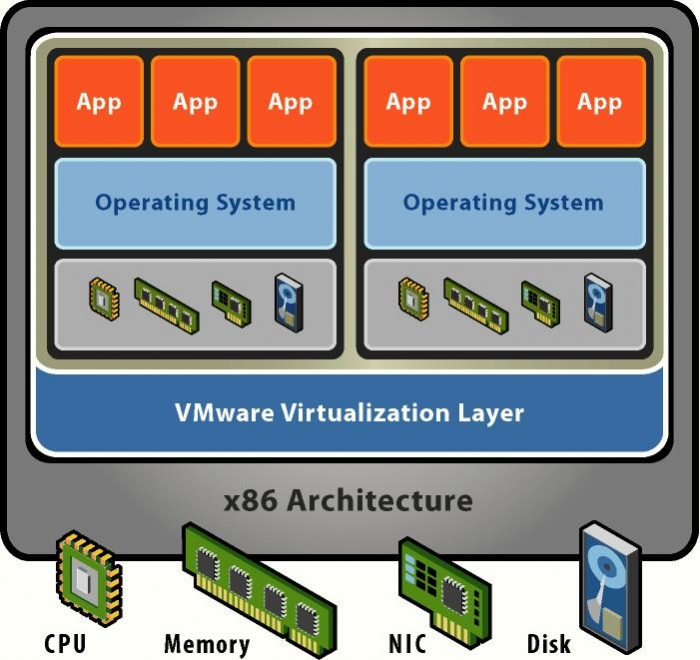 App App App App App App
Operating System Operating System
VMware Virtualization Layer
x86 Architecture
CPU Memory NIC Disk